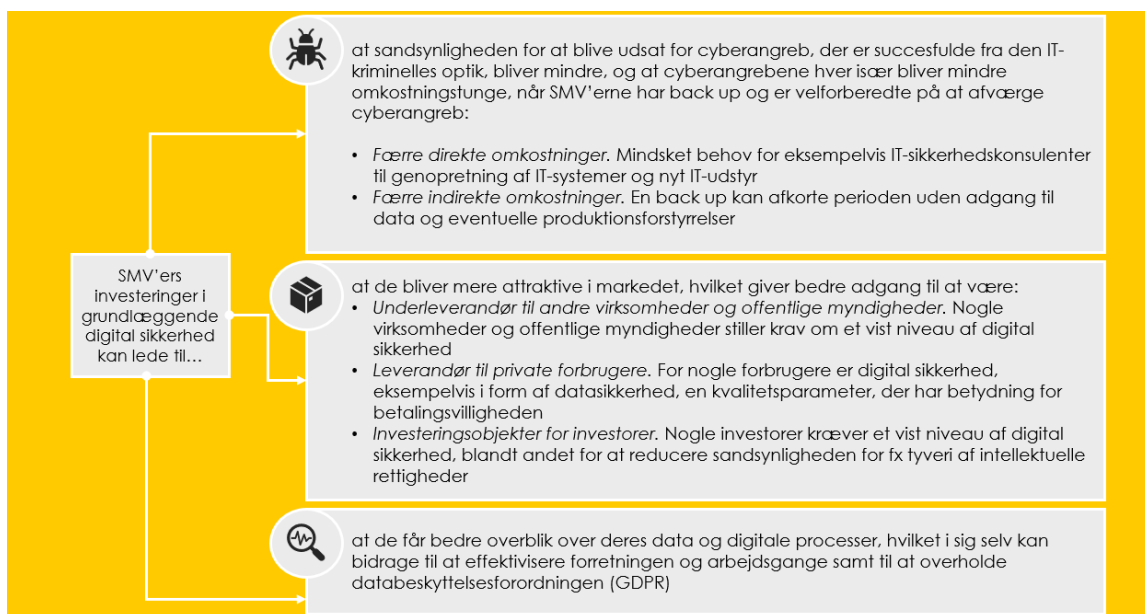 at sandsynligheden for at blive udsat for cyberangreb, der er succesfulde fra den IT-
kriminelles optik, bliver mindre, og at cyberangrebene hver især bliver mindre
omkostningstunge, når SMV'erne har back up og er velforberedte på at afværge
cyberangreb:
• Færre direkte omkostninger. Mindsket behov for eksempelvis IT-sikkerhedskonsulenter
til genopretning af IT-systemer og nyt IT-udstyr
• Færre indirekte omkostninger. En back up kan afkorte perioden uden adgang til
data og eventuelle produktionsforstyrrelser
SMV'ers
investeringer i
grundlæggende
digital sikkerhed
kan lede til…
at de bliver mere attraktive i markedet, hvilket giver bedre adgang til at være:
• Underleverandør til andre virksomheder og offentlige myndigheder. Nogle
virksomheder og offentlige myndigheder stiller krav om et vist niveau af digital
sikkerhed
• Leverandør til private forbrugere. For nogle forbrugere er digital sikkerhed,
eksempelvis i form af datasikkerhed, en kvalitetsparameter, der har betydning for
betalingsvilligheden
• Investeringsobjekter for investorer. Nogle investorer kræver et vist niveau af digital
sikkerhed, blandt andet for at reducere sandsynligheden for fx tyveri af intellektuelle
rettigheder
at de får bedre overblik over deres data og digitale processer, hvilket i sig selv kan
bidrage til at effektivisere forretningen og arbejdsgange samt til at overholde
databeskyttelsesforordningen (GDPR)